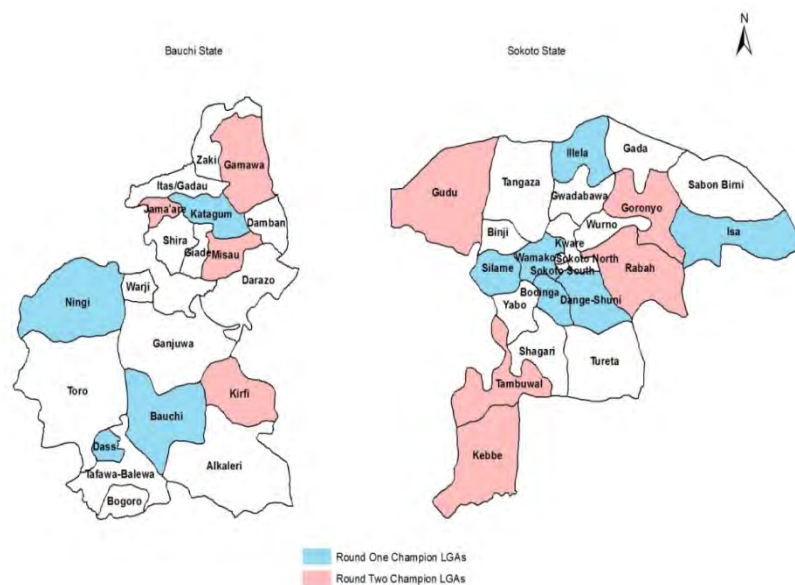 Bauchi State
Sokoto State
N
Zaki
Gamawa
Itas/Gadau
Jama'are
Katagum
Damban
Shira
Giade
Misau
Darazo
Warji
Ningi
Ganjuwa
Toro
Kirfi
Bauchi
Dass
Alkaleri
Tafawa-Balewa
Bogoro
Illela
Gada
Tangaza
Sabon Birni
Gudu
Gwadabawa
Goronyo
Wurno
Binji
Isa
Kware
Wamako
Sokoto North
Silame
Sokoto South
Rabah
Bodinga
Dange-Shuni
Yabo
Shagari
Tureta
Tambuwal
Kebbe
Round One Champion LGAs
Round Two Champion LGAs